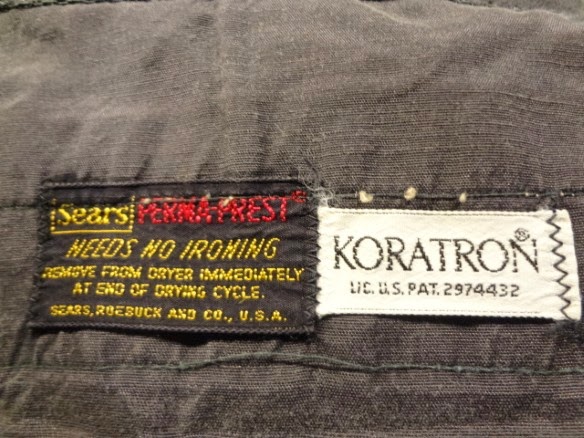 Sears PERMA-PREST®
NEEDS NO IRONING
REMOVE FROM DRYER IMMEDIATELY
AT END OF DRYING CYCLE.
SEARS, ROEBUCK AND CO., U.S.A.
KORATRON®
LIC. U.S. PAT. 2974432